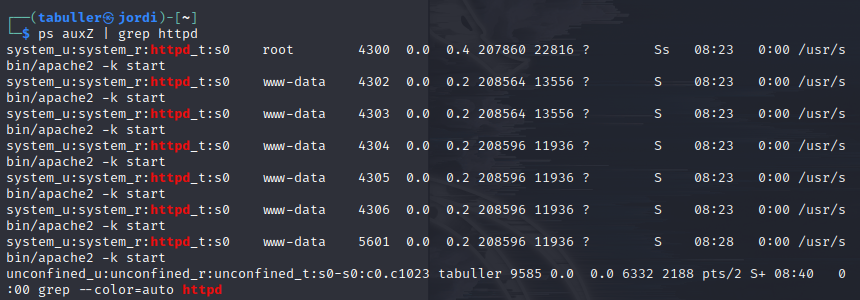 ┌──(tabuller㉿jordi)-[~]
└─$ ps auxZ | grep httpd
system_u:system_r:httpd_t:s0    root        4300  0.0  0.4 207860 22816 ?        Ss   08:23   0:00 /usr/s
bin/apache2 -k start
system_u:system_r:httpd_t:s0    www-data    4302  0.0  0.2 208564 13556 ?        S    08:23   0:00 /usr/s
bin/apache2 -k start
system_u:system_r:httpd_t:s0    www-data    4303  0.0  0.2 208564 13556 ?        S    08:23   0:00 /usr/s
bin/apache2 -k start
system_u:system_r:httpd_t:s0    www-data    4304  0.0  0.2 208596 11936 ?        S    08:23   0:00 /usr/s
bin/apache2 -k start
system_u:system_r:httpd_t:s0    www-data    4305  0.0  0.2 208596 11936 ?        S    08:23   0:00 /usr/s
bin/apache2 -k start
system_u:system_r:httpd_t:s0    www-data    4306  0.0  0.2 208596 11936 ?        S    08:23   0:00 /usr/s
bin/apache2 -k start
system_u:system_r:httpd_t:s0    www-data    5601  0.0  0.2 208596 11936 ?        S    08:28   0:00 /usr/s
bin/apache2 -k start
unconfined_u:unconfined_r:unconfined_t:s0-s0:c0.c1023 tabuller 9585 0.0  0.0 6332 2188 pts/2 S+ 08:40   0
:00 grep --color=auto httpd